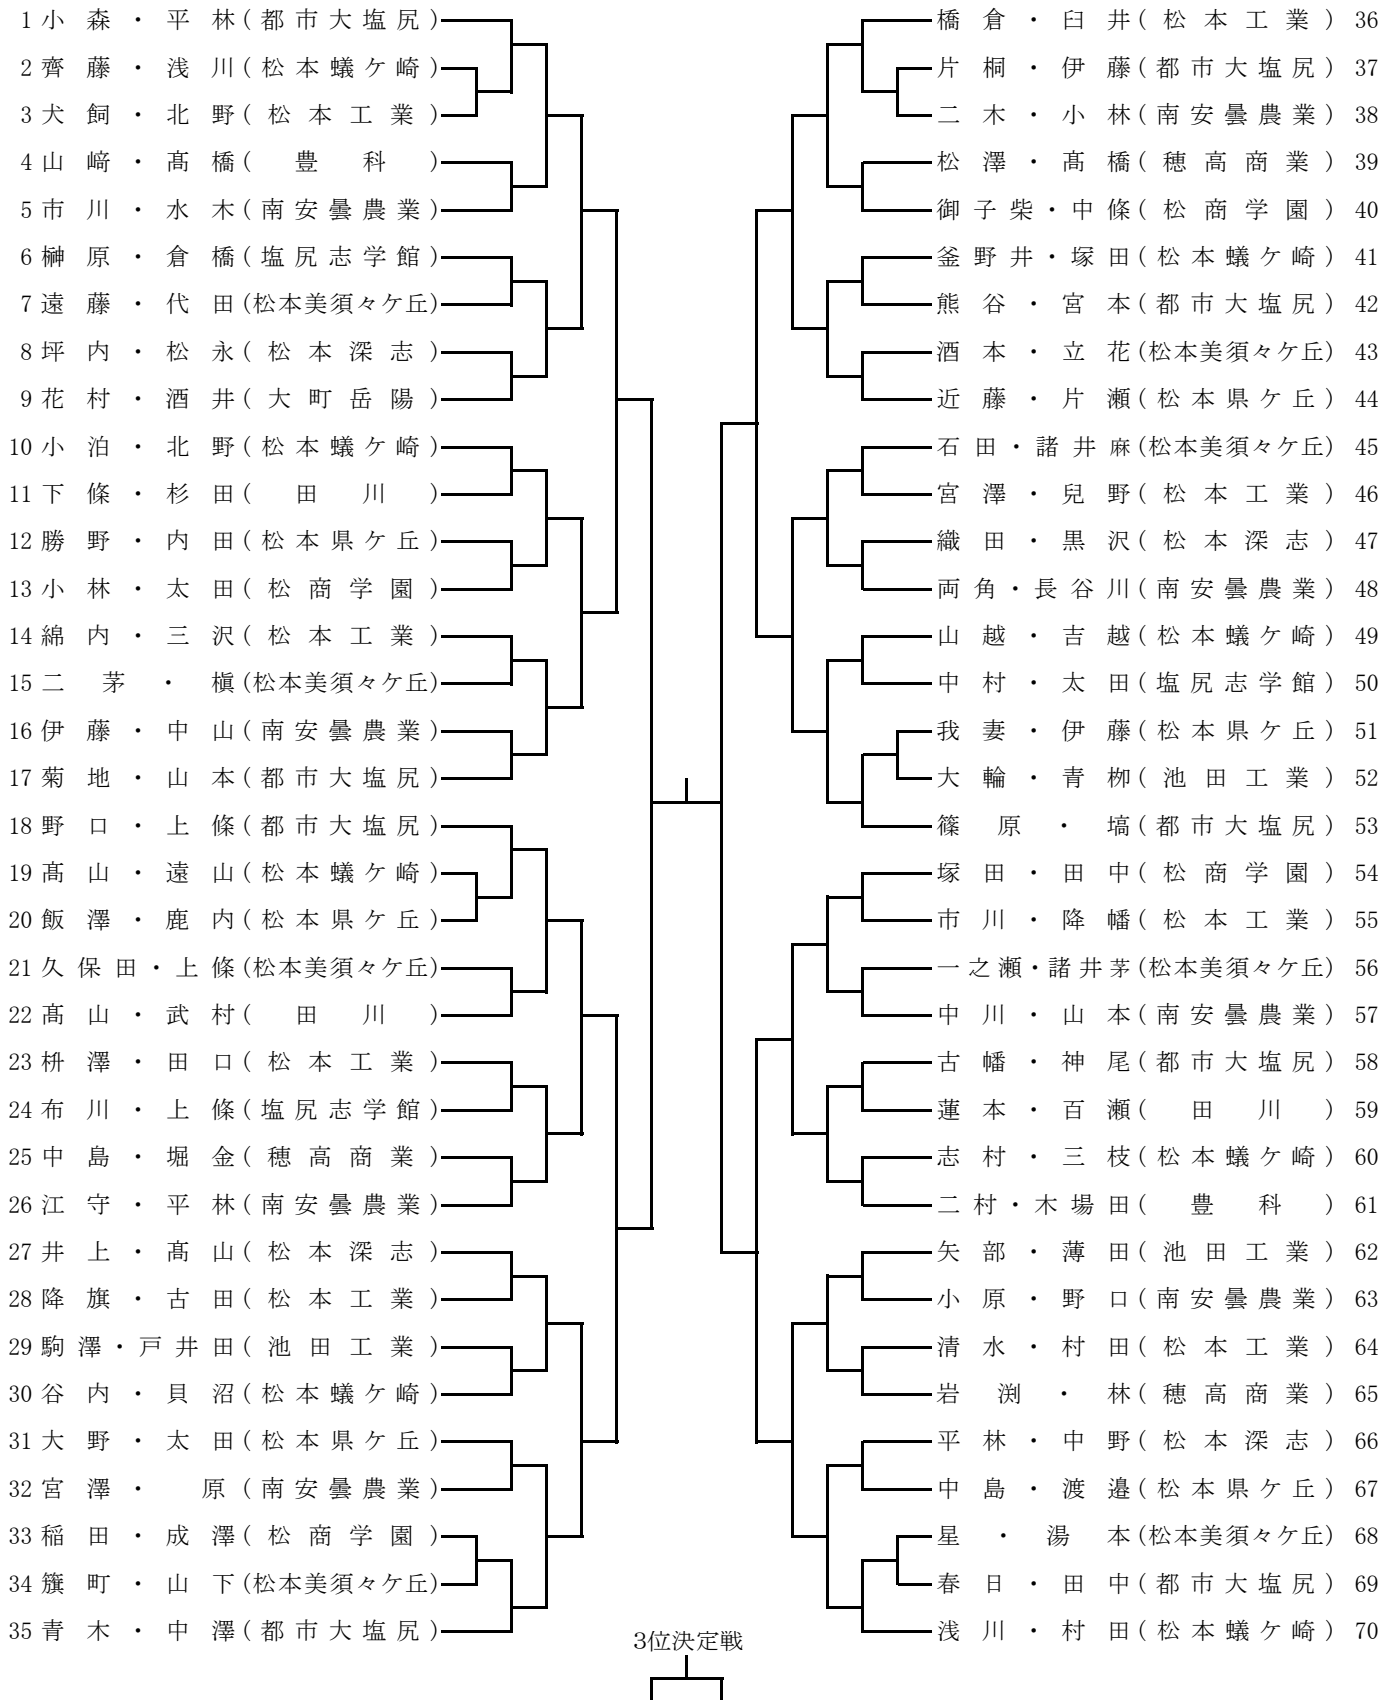 1 小森・平林(都市大塩尻)
2 齊藤・浅川(松本蟻ケ崎)
3 犬飼・北野(松本工業)
4 山﨑・髙橋(豊科)
5 市川・水木(南安曇農業)
6 榊原・倉橋(塩尻志学館)
7 遠藤・代田(松本美須々ケ丘)
8 坪内・松永(松本深志)
9 花村・酒井(大町岳陽)
10 小泊・北野(松本蟻ケ崎)
11 下條・杉田(田川)
12 勝野・内田(松本県ケ丘)
13 小林・太田(松商学園)
14 綿内・三沢(松本工業)
15 二茅・槇(松本美須々ケ丘)
16 伊藤・中山(南安曇農業)
17 菊地・山本(都市大塩尻)
18 野口・上條(都市大塩尻)
19 髙山・遠山(松本蟻ケ崎)
20 飯澤・鹿内(松本県ケ丘)
21 久保田・上條(松本美須々ケ丘)
22 髙山・武村(田川)
23 枡澤・田口(松本工業)
24 布川・上條(塩尻志学館)
25 中島・堀金(穂高商業)
26 江守・平林(南安曇農業)
27 井上・髙山(松本深志)
28 降旗・古田(松本工業)
29 駒澤・戸井田(池田工業)
30 谷内・貝沼(松本蟻ケ崎)
31 大野・太田(松本県ケ丘)
32 宮澤・原(南安曇農業)
33 稲田・成澤(松商学園)
34 籏町・山下(松本美須々ケ丘)
35 青木・中澤(都市大塩尻)
橋倉・臼井(松本工業) 36
片桐・伊藤(都市大塩尻) 37
二木・小林(南安曇農業) 38
松澤・髙橋(穂高商業) 39
御子柴・中條(松商学園) 40
釜野井・塚田(松本蟻ケ崎) 41
熊谷・宮本(都市大塩尻) 42
酒本・立花(松本美須々ケ丘) 43
近藤・片瀬(松本県ケ丘) 44
石田・諸井麻(松本美須々ケ丘) 45
宮澤・兒野(松本工業) 46
織田・黒沢(松本深志) 47
両角・長谷川(南安曇農業) 48
山越・吉越(松本蟻ケ崎) 49
中村・太田(塩尻志学館) 50
我妻・伊藤(松本県ケ丘) 51
大輪・青栁(池田工業) 52
篠原・塙(都市大塩尻) 53
塚田・田中(松商学園) 54
市川・降幡(松本工業) 55
一之瀬・諸井茅(松本美須々ケ丘) 56
中川・山本(南安曇農業) 57
古幡・神尾(都市大塩尻) 58
蓮本・百瀬(田川) 59
志村・三枝(松本蟻ケ崎) 60
二村・木場田(豊科) 61
矢部・薄田(池田工業) 62
小原・野口(南安曇農業) 63
清水・村田(松本工業) 64
岩渕・林(穂高商業) 65
平林・中野(松本深志) 66
中島・渡邉(松本県ケ丘) 67
星・湯本(松本美須々ケ丘) 68
春日・田中(都市大塩尻) 69
浅川・村田(松本蟻ケ崎) 70
3位決定戦